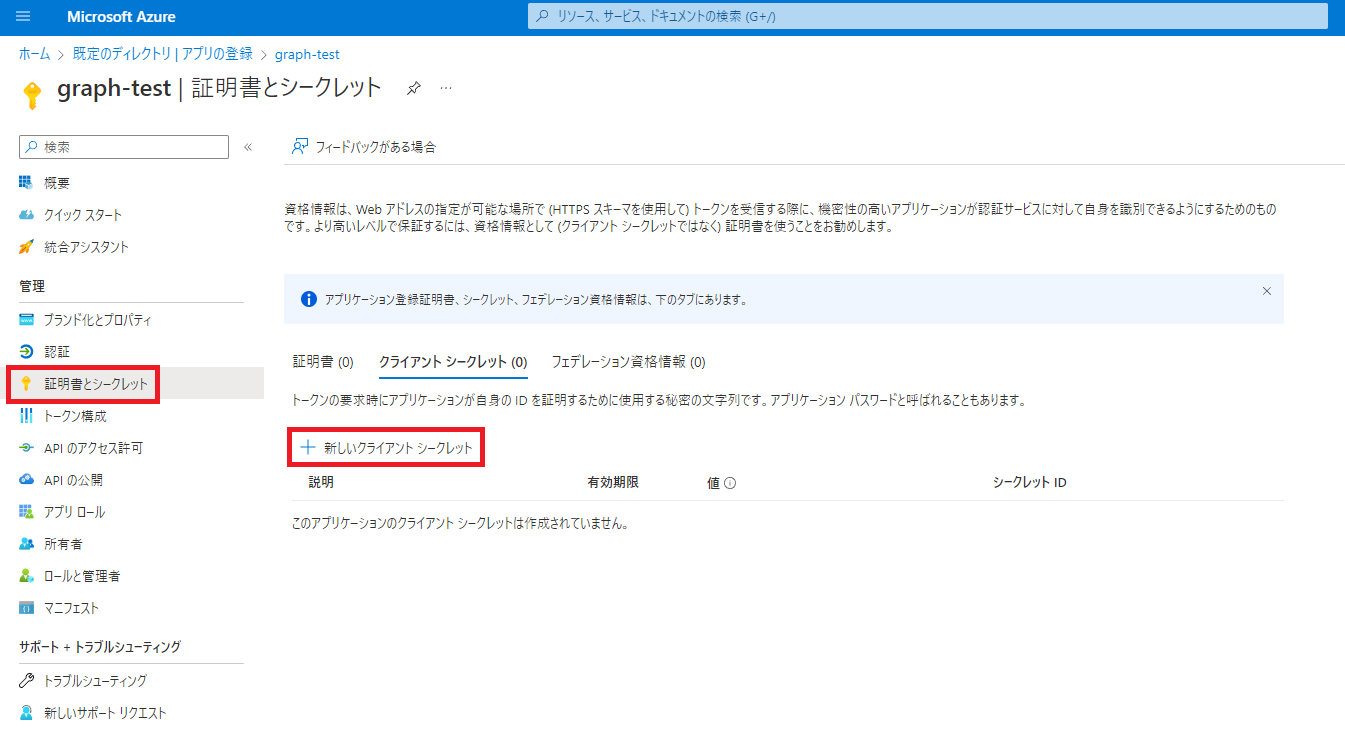 Microsoft Azure
リソース、サービス、ドキュメントの検索 (G+/)
ホーム > 既定のディレクトリ | アプリの登録 > graph-test
graph-test | 証明書とシークレット
検索
«
フィードバックがある場合
概要
クイック スタート
統合アシスタント
管理
ブランド化とプロパティ
認証
証明書とシークレット
トークン構成
API のアクセス許可
API の公開
アプリ ロール
所有者
ロールと管理者
マニフェスト
サポート + トラブルシューティング
トラブルシューティング
新しいサポート リクエスト
資格情報は、Web アドレスの指定が可能な場所で (HTTPS スキーマを使用して) トークンを受信する際に、機密性の高いアプリケーションが認証サービスに対して自身を識別できるようにするためのもの
です。より高いレベルで保証するには、資格情報として (クライアント シークレットではなく) 証明書を使うことをお勧めします。
アプリケーション登録証明書、シークレット、フェデレーション資格情報は、下のタブにあります。
証明書 (0) クライアント シークレット (0) フェデレーション資格情報 (0)
トークンの要求時にアプリケーションが自身の ID を証明するために使用する秘密の文字列です。アプリケーション パスワードと呼ばれることもあります。
新しいクライアント シークレット
説明 有効期限 値 シークレット ID
このアプリケーションのクライアント シークレットは作成されていません。